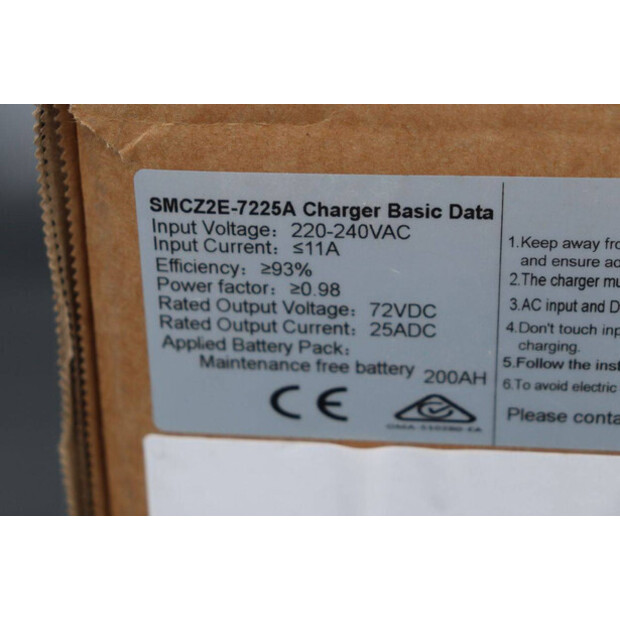 SMCZ2E-7225A Charger Basic Data
Input Voltage: 220-240VAC
Input Current: ≤11A
Efficiency: ≥93%
Power factor: ≥0.98
Rated Output Voltage: 72VDC
Rated Output Current: 25ADC
Applied Battery Pack:
Maintenance free battery 200AH
CE
1.Keep away fro
and ensure ad
2.The charger mu
3.AC input and D
4.Don't touch inp
charging.
5.Follow the inst
6.To avoid electric
Please conta